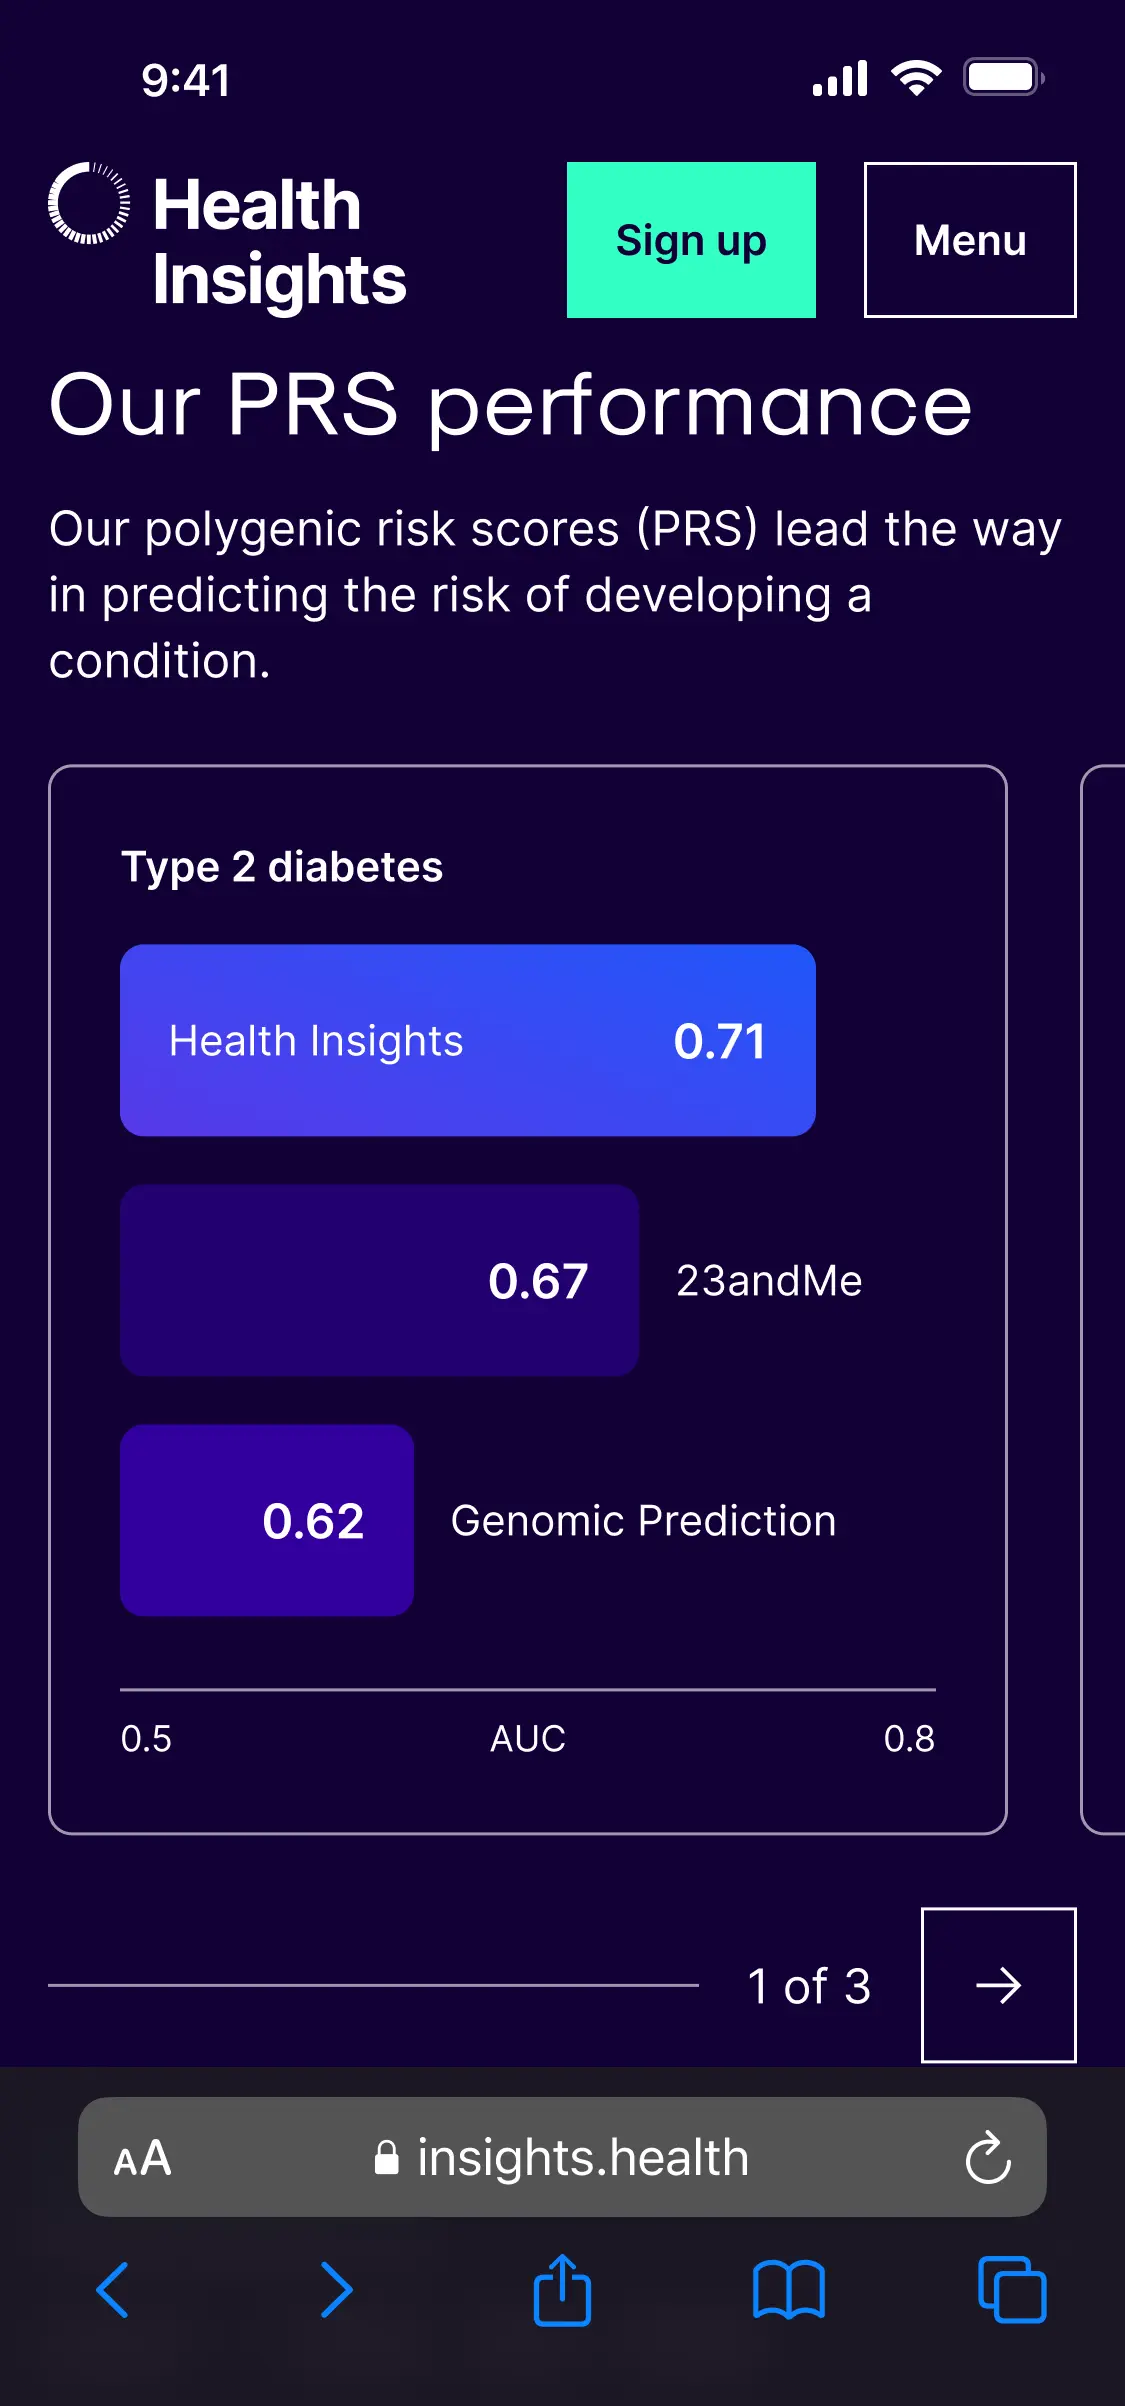 9:41
Health
Insights
Sign up
Menu
Our PRS performance
Our polygenic risk scores (PRS) lead the way
in predicting the risk of developing a
condition.
Type 2 diabetes
Health Insights 0.71
0.67 23andMe
0.62 Genomic Prediction
0.5 AUC 0.8
1 of 3
AA insights.health